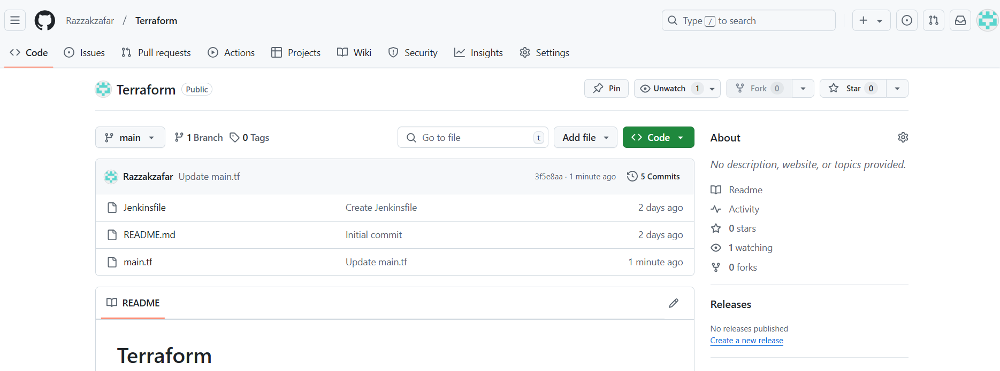 Razzakzafar / Terraform
Type / to search
Code Issues Pull requests Actions Projects Wiki Security Insights Settings
Terraform Public
Pin Unwatch 1 Fork 0 Star 0
main 1 Branch 0 Tags Go to file t Add file Code
Razzakzafar Update main.tf 3f5e8aa · 1 minute ago 5 Commits
Jenkinsfile Create Jenkinsfile 2 days ago
README.md Initial commit 2 days ago
main.tf Update main.tf 1 minute ago
README
Terraform
About
No description, website, or topics provided.
Readme
Activity
0 stars
1 watching
0 forks
Releases
No releases published
Create a new release